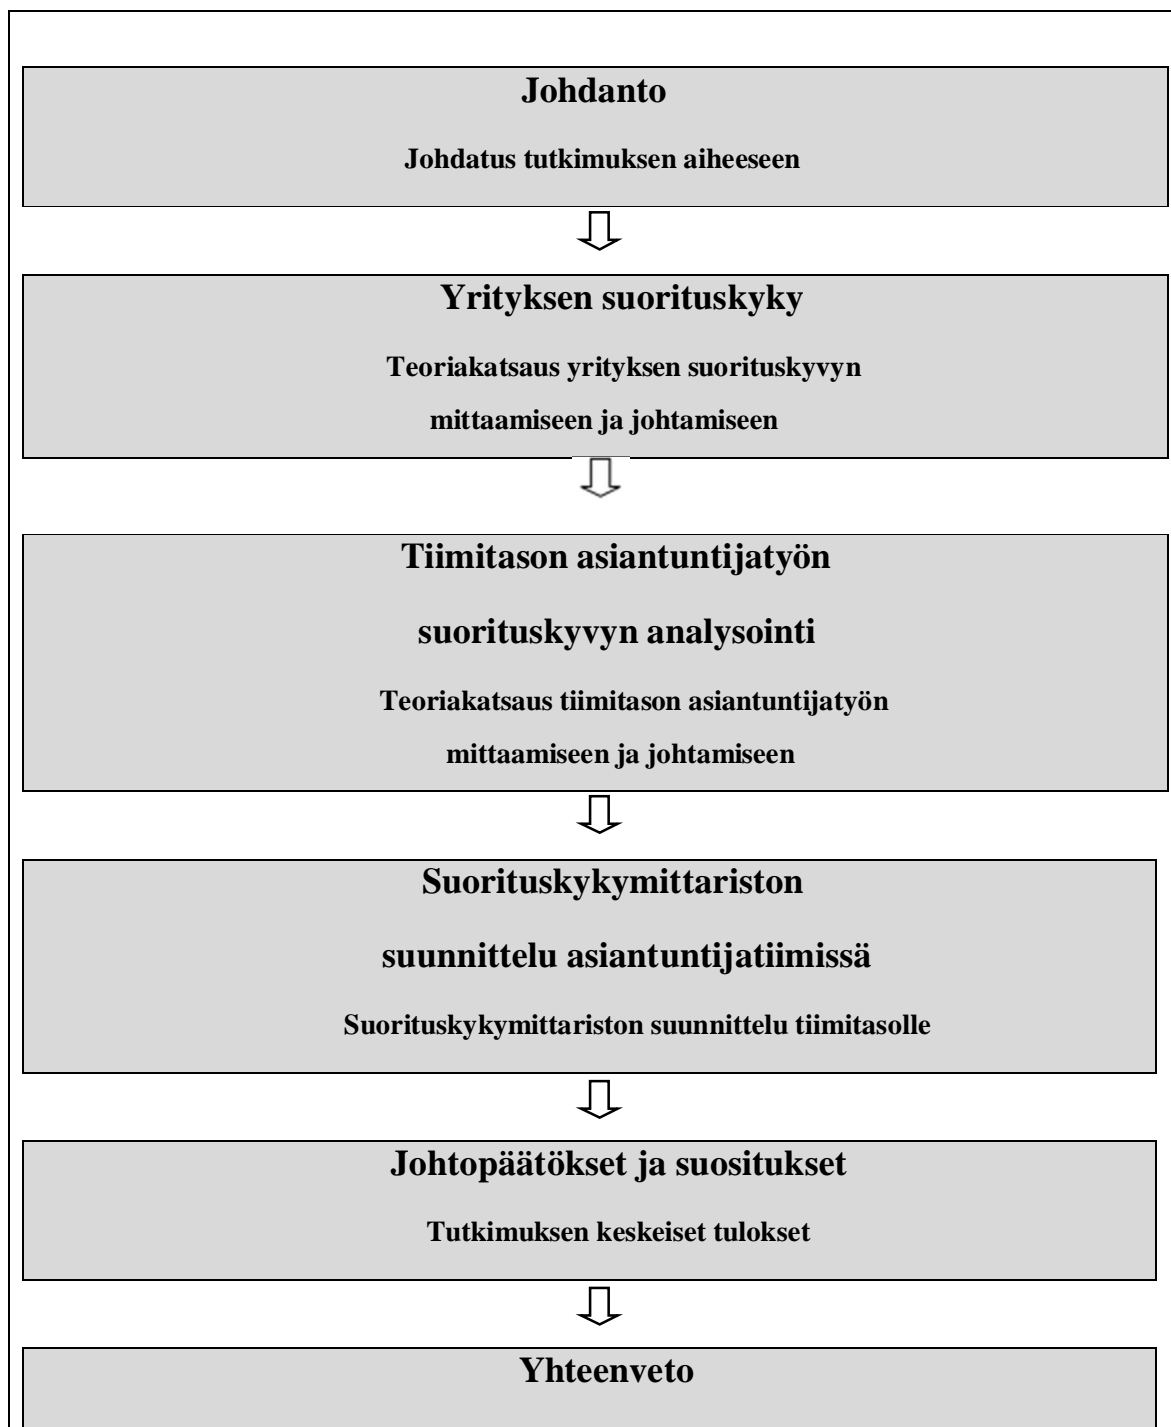 Johdanto
Johdatus tutkimuksen aiheeseen
Yrityksen suorituskyky
Teoriakatsaus yrityksen suorituskyvyn
mittaamiseen ja johtamiseen
Tiimitason asiantuntijatyön
suorituskyvyn analysointi
Teoriakatsaus tiimitason asiantuntijatyön
mittaamiseen ja johtamiseen
Suorituskykymittariston
suunnittelu asiantuntijatiimissä
Suorituskykymittariston suunnittelu tiimitasolle
Johtopäätökset ja suositukset
Tutkimuksen keskeiset tulokset
Yhteenveto